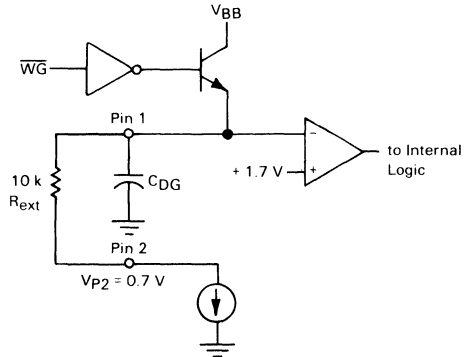 V_BB
WG
Pin 1
−
+ 1.7 V
+
to Internal
Logic
10 k
R_ext
C_DG
Pin 2
V_P2 = 0.7 V